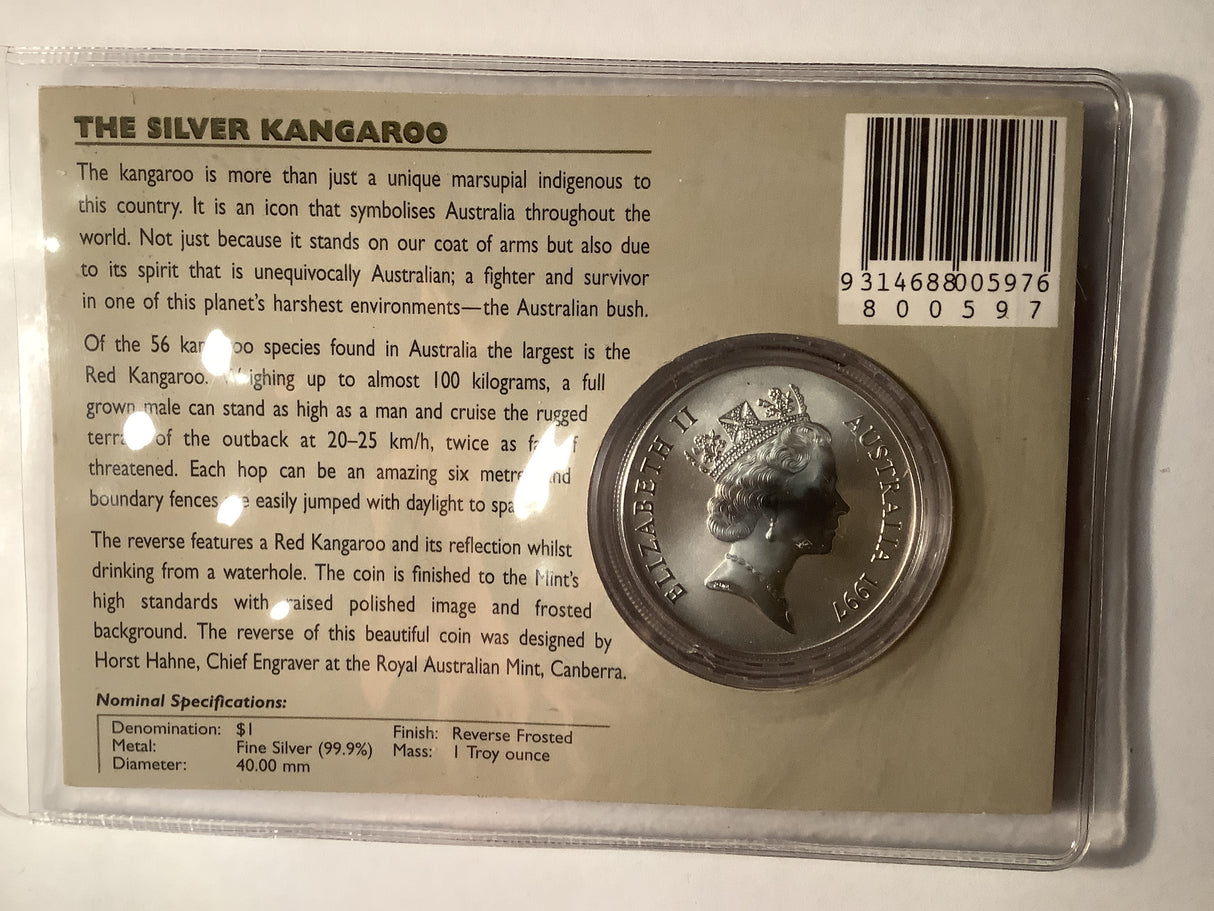 THE SILVER KANGAROO
The kangaroo is more than just a unique marsupial indigenous to
this country. It is an icon that symbolises Australia throughout the
world. Not just because it stands on our coat of arms but also due
to its spirit that is unequivocally Australian; a fighter and survivor
in one of this planet's harshest environments—the Australian bush.
Of the 56 species found in Australia the largest is the
Red Kangaroo. up to almost 100 kilograms, a full
grown male can stand as high as a man and cruise the rugged
of the outback at 20–25 km/h, twice as
threatened. Each hop can be an amazing six
boundary fences easily jumped with daylight to
The reverse features a Red Kangaroo and its reflection whilst
drinking from a waterhole. The coin is finished to the Mint's
high standards with raised polished image and frosted
background. The reverse of this beautiful coin was designed by
Horst Hahne, Chief Engraver at the Royal Australian Mint, Canberra.
Nominal Specifications:
Denomination: $1 Finish: Reverse Frosted
Metal: Fine Silver (99.9%) Mass: 1 Troy ounce
Diameter: 40.00 mm
9314688005976
800597
ELIZABETH II
AUSTRALIA 1997